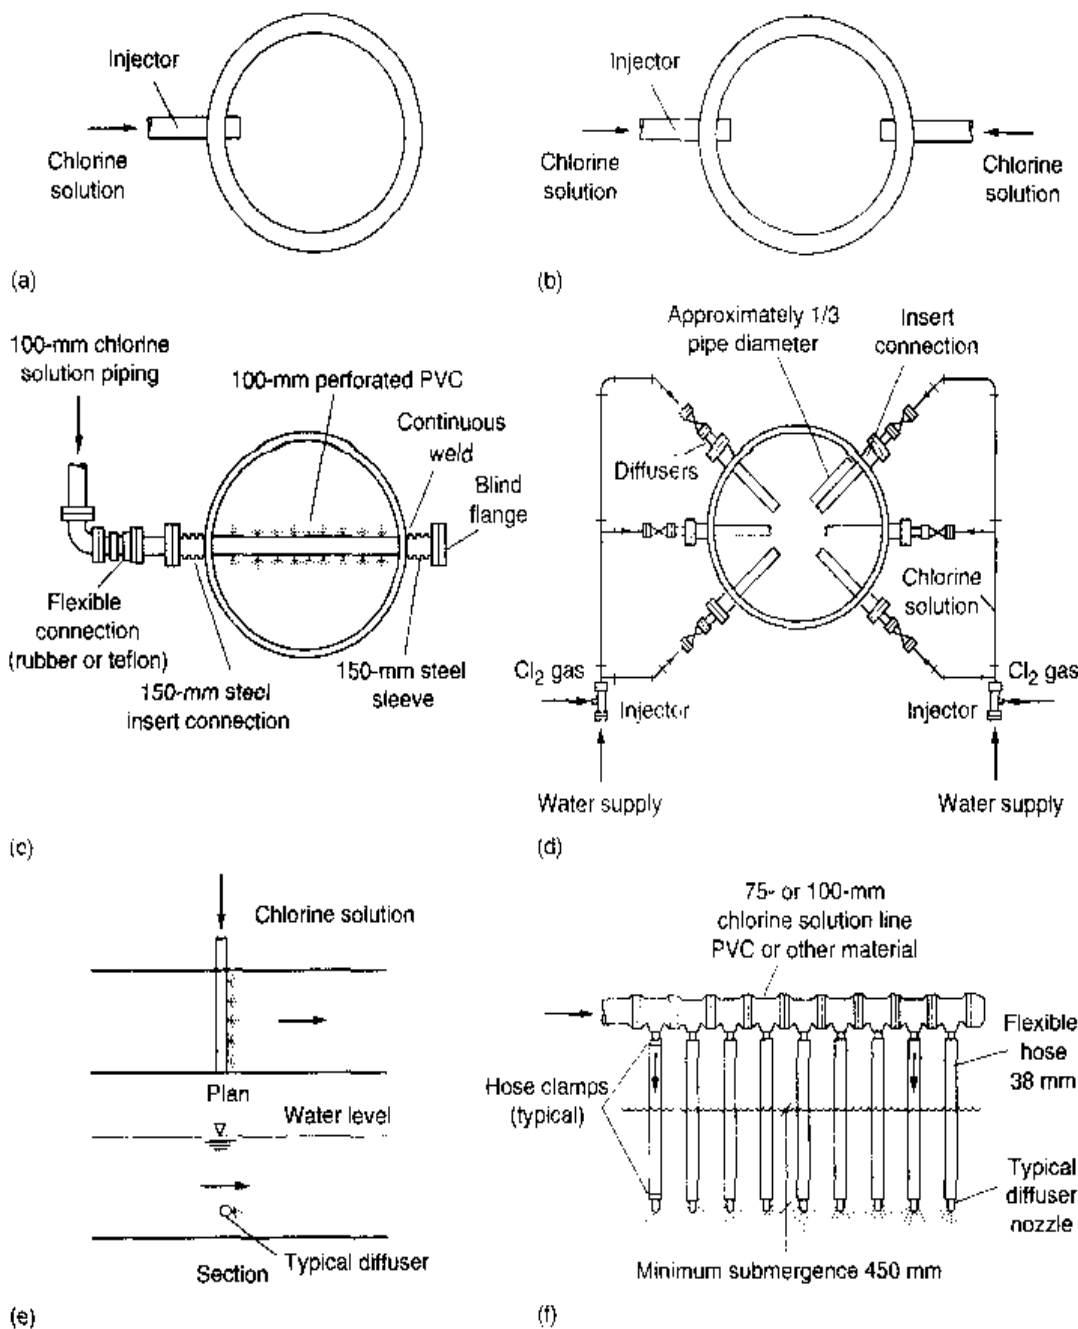 Injector
Chlorine
solution
(a)
Injector
Chlorine
solution
Chlorine
solution
(b)
100-mm chlorine
solution piping
100-mm perforated PVC
Continuous
weld
Blind
flange
Flexible
connection
(rubber or teflon)
150-mm steel
insert connection
150-mm steel
sleeve
(c)
Approximately 1/3
pipe diameter
Insert
connection
Diffusers
Chlorine
solution
Cl₂ gas
Injector
Water supply
Cl₂ gas
Injector
Water supply
(d)
Chlorine solution
Plan
Water level
Typical diffuser
Section
(e)
75- or 100-mm
chlorine solution line
PVC or other material
Flexible
hose
38 mm
Hose clamps
(typical)
Typical
diffuser
nozzle
Minimum submergence 450 mm
(f)